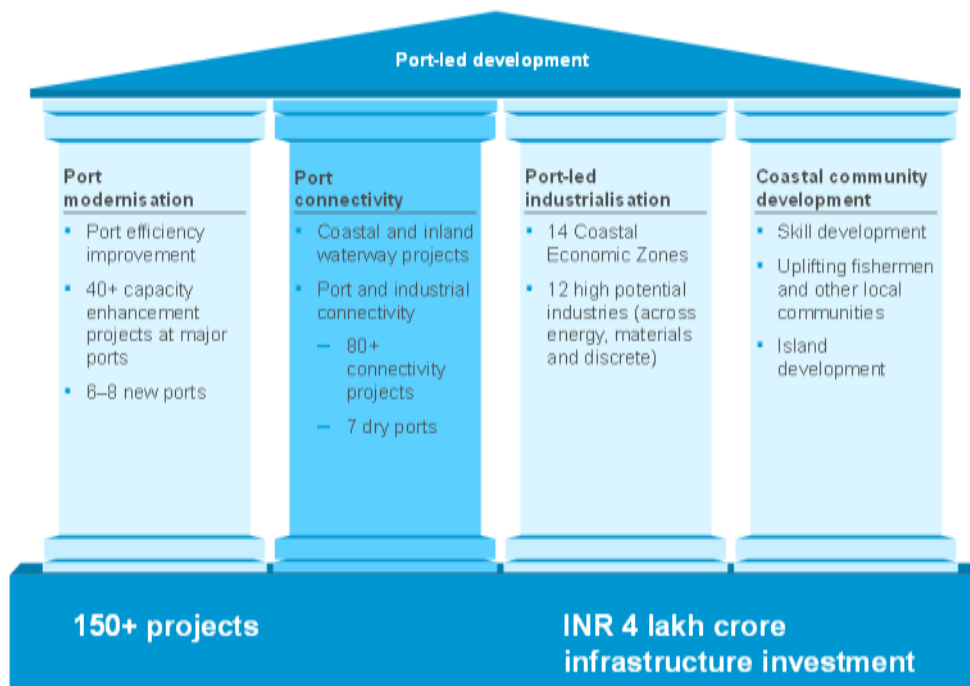 Port-led development
Port
modernisation
▪ Port efficiency
improvement
▪ 40+ capacity
enhancement
projects at major
ports
▪ 6–8 new ports
Port
connectivity
▪ Coastal and inland
waterway projects
▪ Port and industrial
connectivity
– 80+
connectivity
projects
– 7 dry ports
Port-led
industrialisation
▪ 14 Coastal
Economic Zones
▪ 12 high potential
industries (across
energy, materials
and discrete)
Coastal community
development
▪ Skill development
▪ Uplifting fishermen
and other local
communities
▪ Island
development
150+ projects
INR 4 lakh crore
infrastructure investment